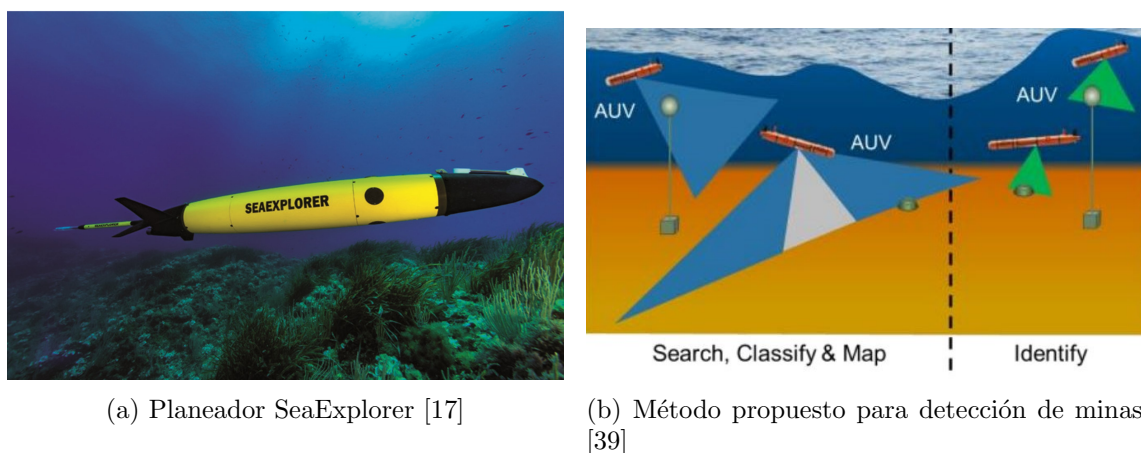 SEAEXPLORER
AUV
AUV
AUV
Search, Classify & Map
Identify
(a) Planeador SeaExplorer [17]
(b) Método propuesto para detección de minas
[39]